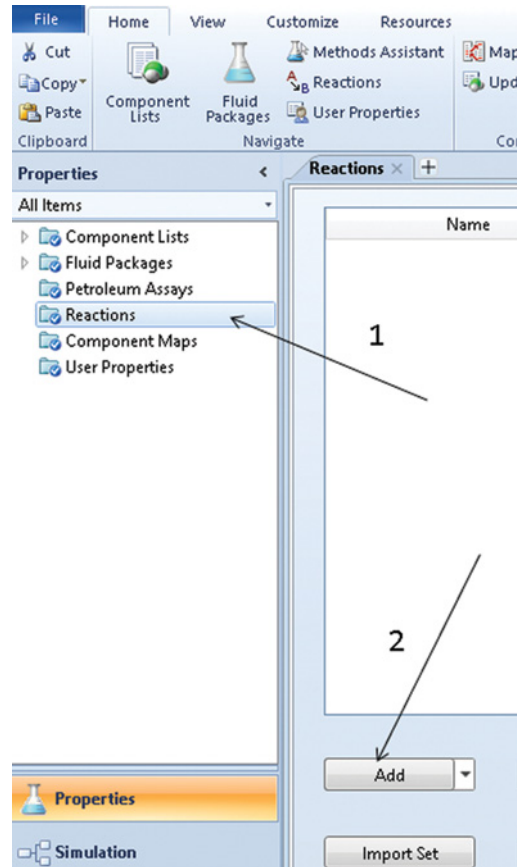 File Home View Customize Resources
Cut
Copy
Paste
Clipboard
Component Lists
Fluid Packages
Methods Assistant
Reactions
User Properties
Navigate
Map
Upd
Co
Properties <
All Items
Component Lists
Fluid Packages
Petroleum Assays
Reactions
Component Maps
User Properties
Properties
Simulation
Reactions × +
Name
1
2
Add
Import Set